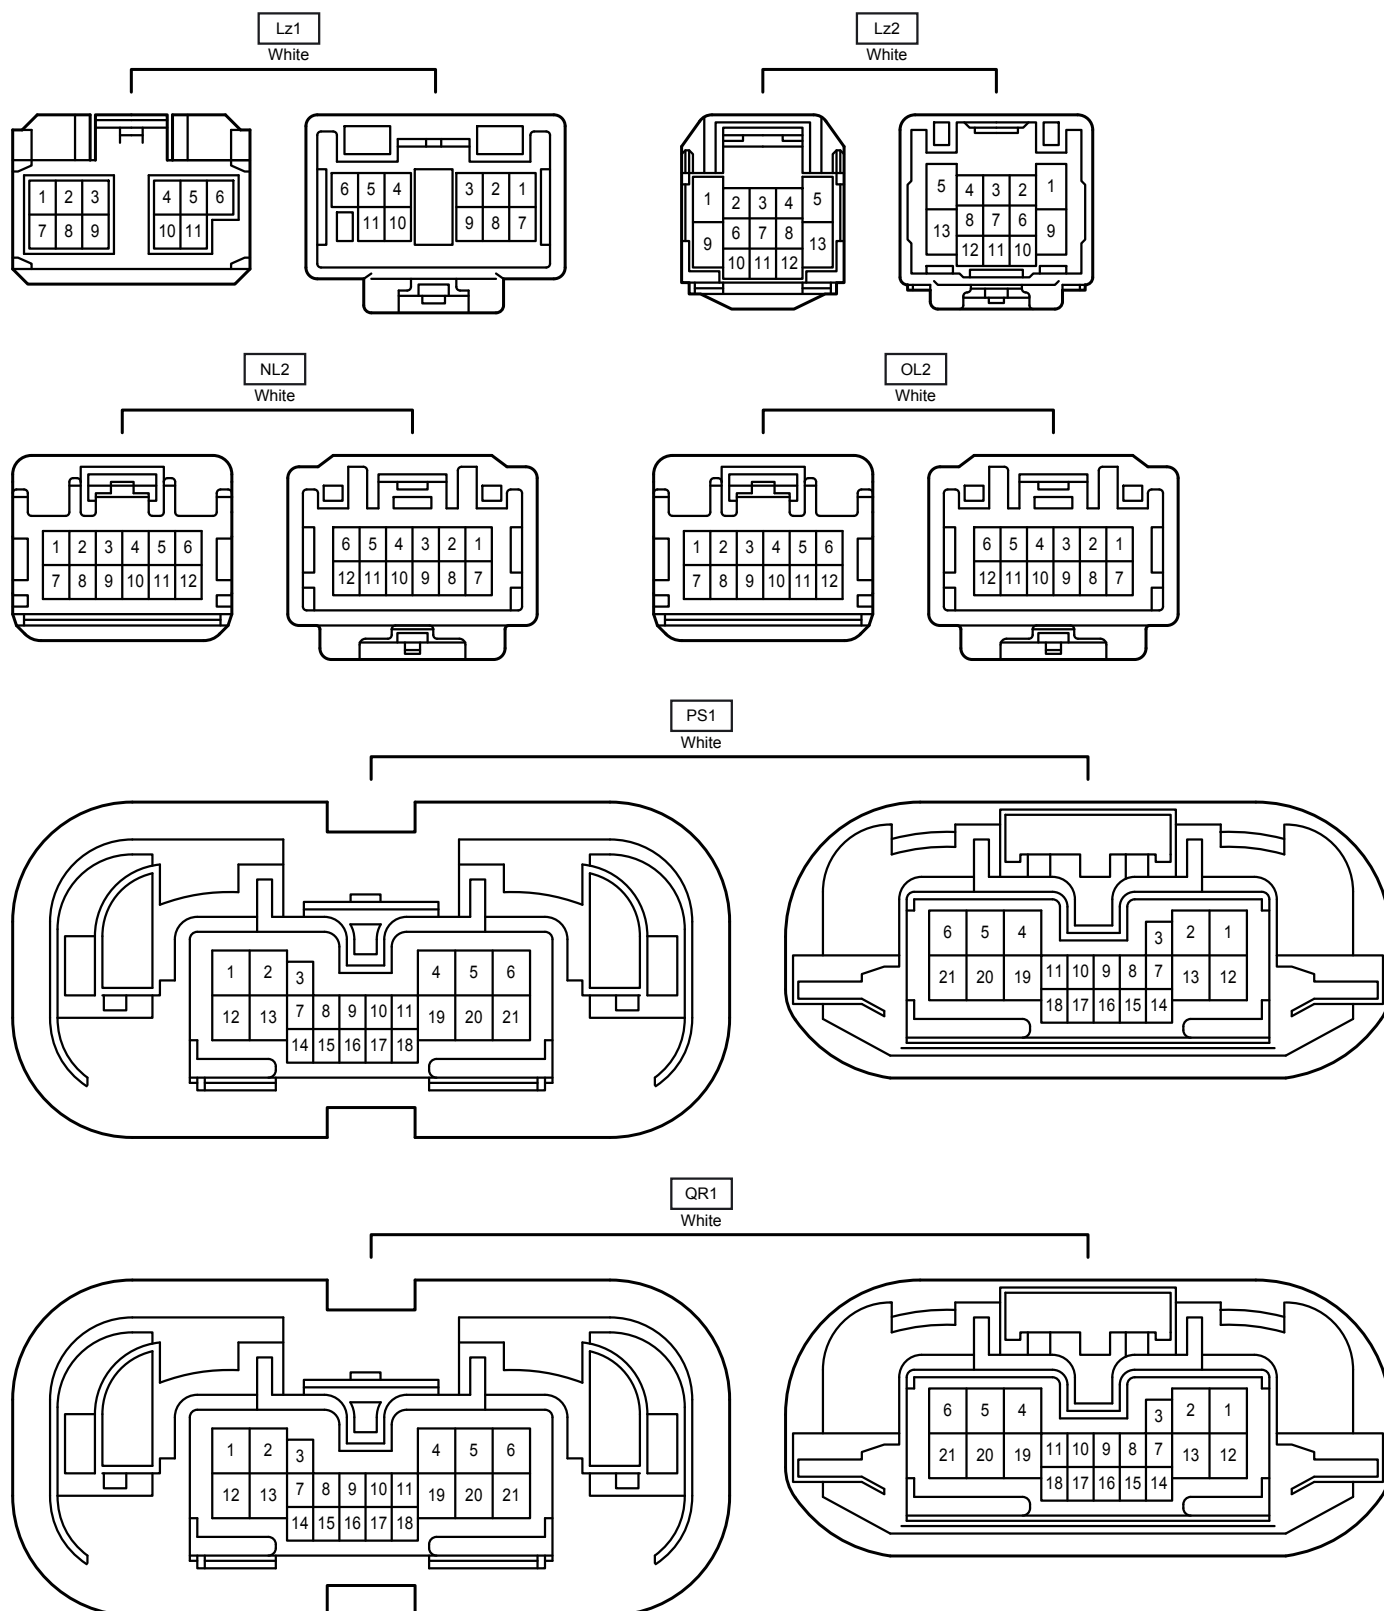 Lz1
White
1 2 3 4 5 6
7 8 9 10 11
6 5 4 3 2 1
11 10 9 8 7
Lz2
White
1 2 3 4 5
6 7 8
9 13
10 11 12
5 4 3 2 1
8 7 6
13 9
12 11 10
NL2
White
1 2 3 4 5 6
7 8 9 10 11 12
6 5 4 3 2 1
12 11 10 9 8 7
OL2
White
1 2 3 4 5 6
7 8 9 10 11 12
6 5 4 3 2 1
12 11 10 9 8 7
PS1
White
1 2 3 4 5 6
12 13 7 8 9 10 11 19 20 21
14 15 16 17 18
6 5 4 3 2 1
21 20 19 11 10 9 8 7 13 12
18 17 16 15 14
QR1
White
1 2 3 4 5 6
12 13 7 8 9 10 11 19 20 21
14 15 16 17 18
6 5 4 3 2 1
21 20 19 11 10 9 8 7 13 12
18 17 16 15 14